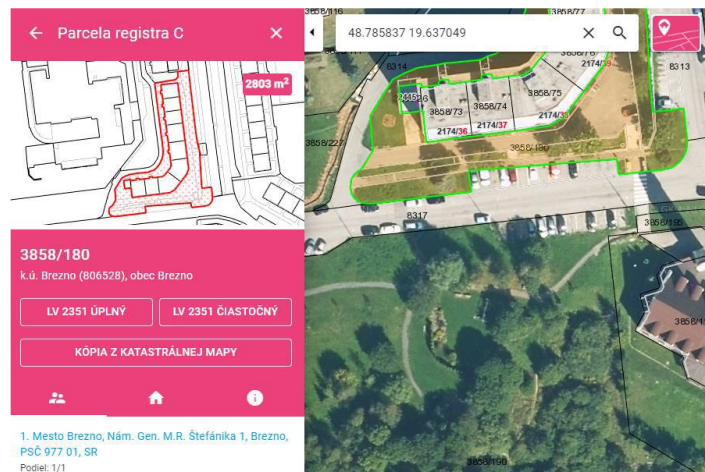 Parcela registra C
2803 m²
3858/180
k.ú. Brezno (806528), obec Brezno
LV 2351 ÚPLNÝ
LV 2351 ČIASTOČNÝ
KÓPIA Z KATASTRÁLNEJ MAPY
1. Mesto Brezno, Nám. Gen. M.R. Štefánika 1, Brezno,
PSČ 977 01, SR
Podiel: 1/1
48.785837 19.637049
3858/116
3858/77
3858/76
8314
8313
3858/75
3858/74
3858/73
2174/37
2174/36
3858/227
3858/180
8317
3858/195
3858/190